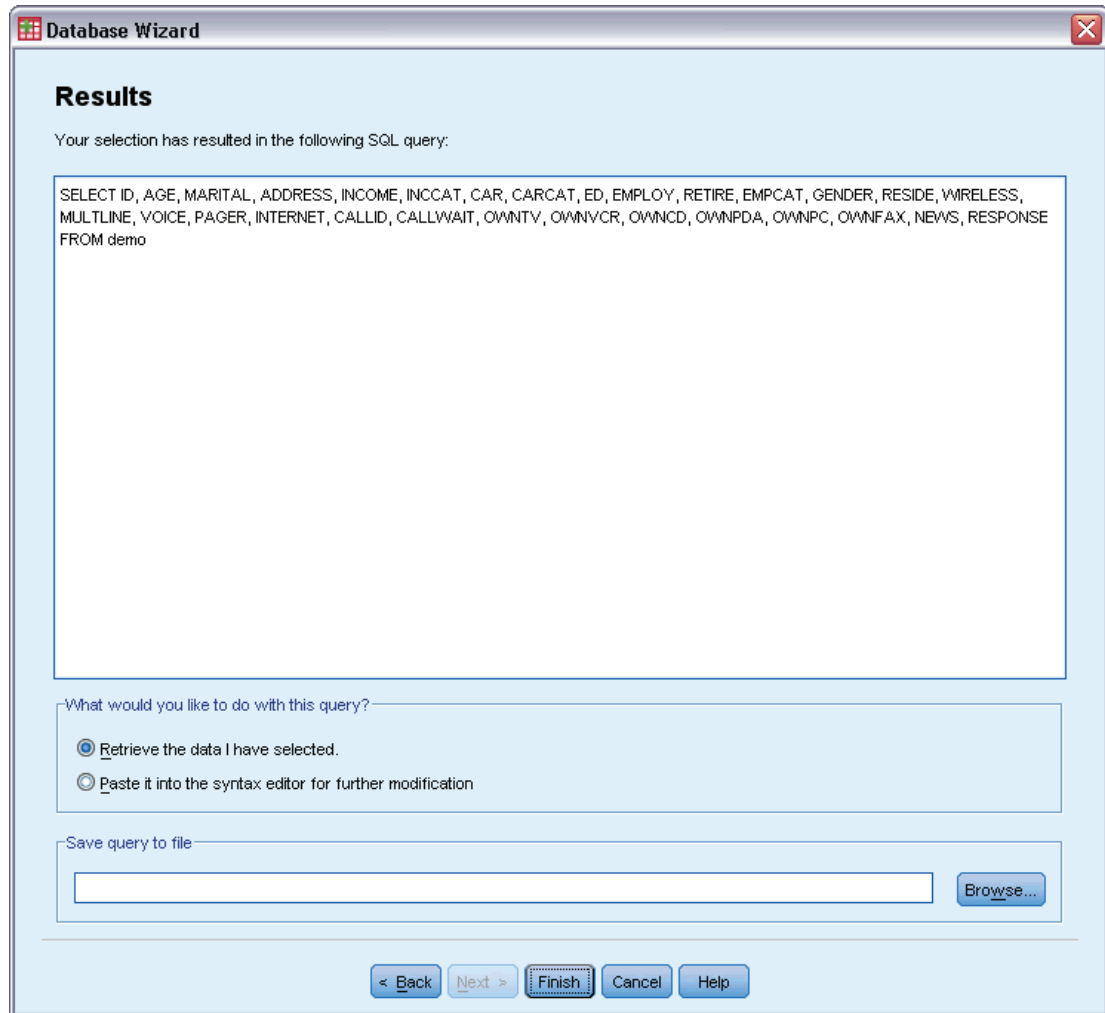 Database Wizard
Results
Your selection has resulted in the following SQL query:
SELECT ID, AGE, MARITAL, ADDRESS, INCOME, INCCAT, CAR, CARCAT, ED, EMPLOY, RETIRE, EMPCAT, GENDER, RESIDE, WIRELESS,
MULTLINE, VOICE, PAGER, INTERNET, CALLID, CALLWAIT, OWNTV, OWNVCR, OWNCD, OWNPDA, OWNPC, OWNFAX, NEWS, RESPONSE
FROM demo
What would you like to do with this query?
Retrieve the data I have selected.
Paste it into the syntax editor for further modification
Save query to file
Browse...
< Back Next > Finish Cancel Help